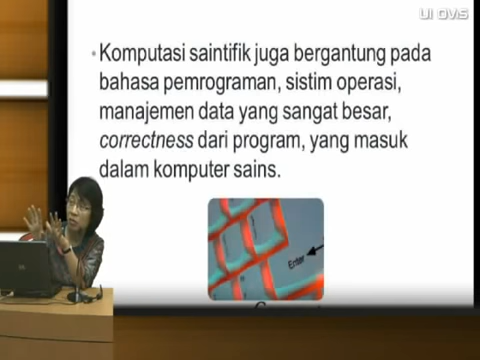 UI OVIS
• Komputasi saintifik juga bergantung pada
bahasa pemrograman, sistim operasi,
manajemen data yang sangat besar,
correctness dari program, yang masuk
dalam komputer sains.
Enter